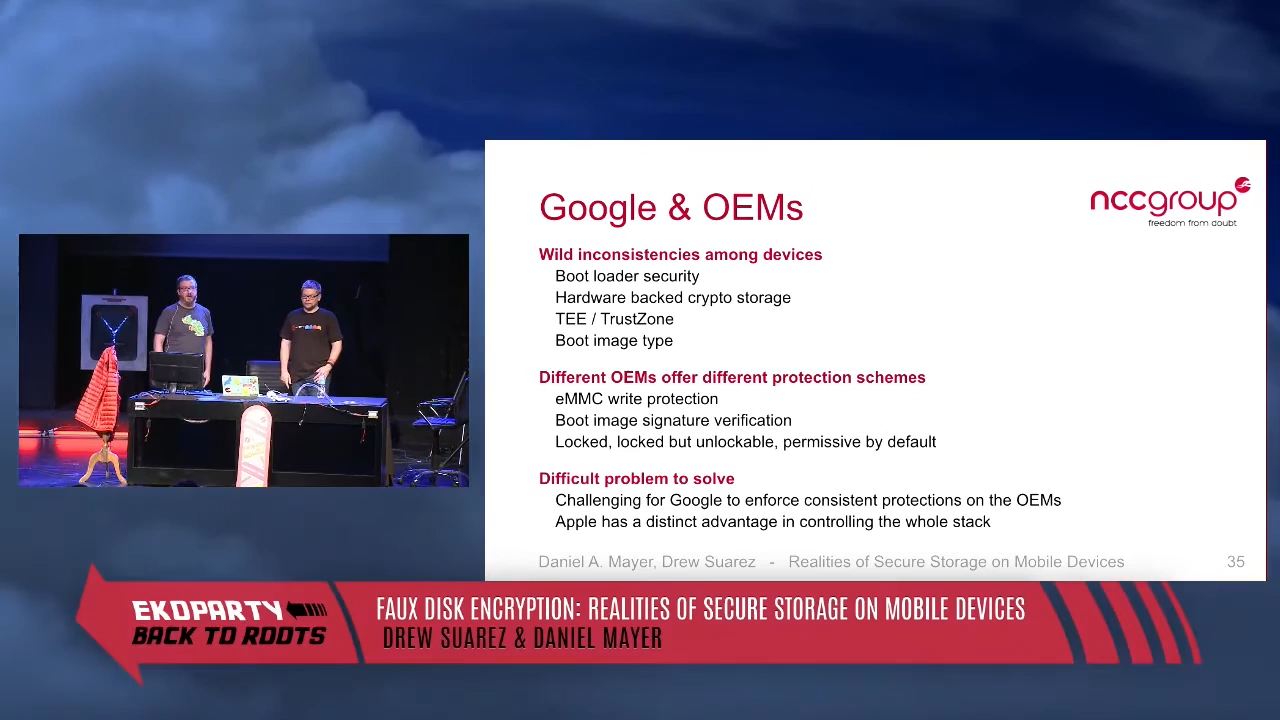 Google & OEMs
nccgroup
freedom from doubt
Wild inconsistencies among devices
Boot loader security
Hardware backed crypto storage
TEE / TrustZone
Boot image type
Different OEMs offer different protection schemes
eMMC write protection
Boot image signature verification
Locked, locked but unlockable, permissive by default
Difficult problem to solve
Challenging for Google to enforce consistent protections on the OEMs
Apple has a distinct advantage in controlling the whole stack
Daniel A. Mayer, Drew Suarez - Realities of Secure Storage on Mobile Devices 35
EKOPARTY
BACK TO ROOTS
FAUX DISK ENCRYPTION: REALITIES OF SECURE STORAGE ON MOBILE DEVICES
DREW SUAREZ & DANIEL MAYER